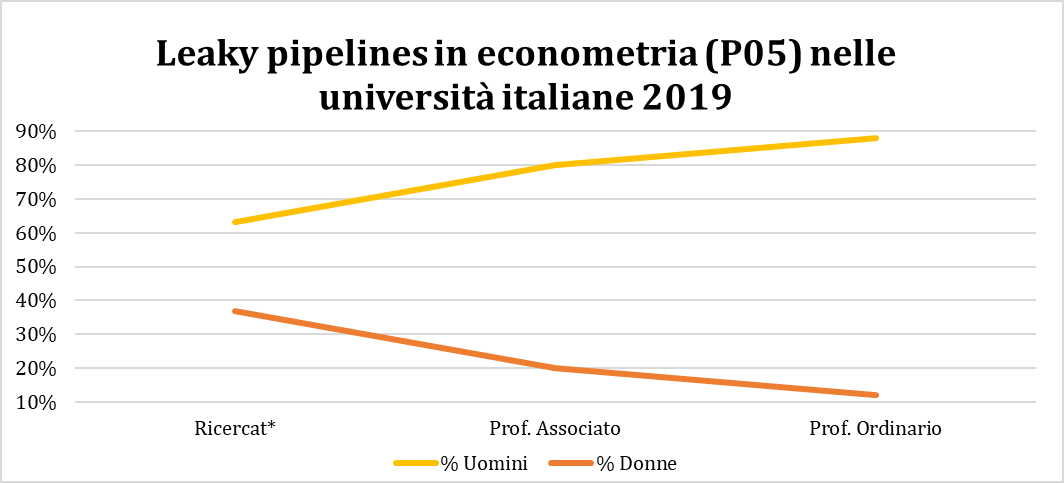 Leaky pipelines in econometria (P05) nelle
università italiane 2019
90%
80%
70%
60%
50%
40%
30%
20%
10%
Ricercat* Prof. Associato Prof. Ordinario
% Uomini % Donne